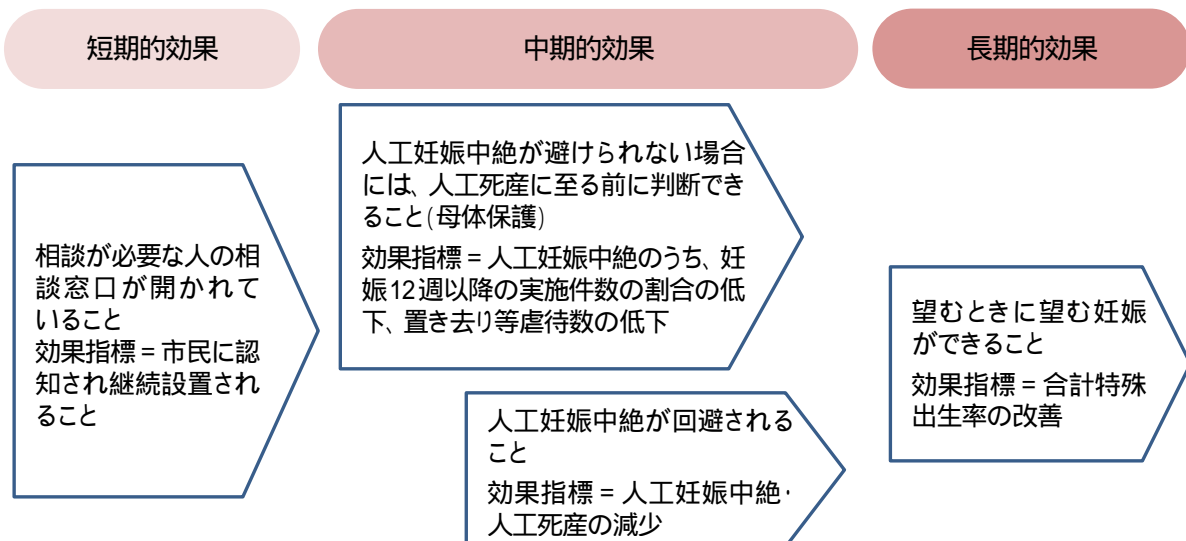 短期的効果
中期的効果
長期的効果
相談が必要な人の相
談窓口が開かれて
いること
効果指標＝市民に認
知され継続設置され
ること
人工妊娠中絶が避けられない場合
には、人工死産に至る前に判断でき
ること(母体保護)
効果指標＝人工妊娠中絶のうち、妊
娠12週以降の実施件数の割合の低
下、置き去り等虐待数の低下
人工妊娠中絶が回避される
こと
効果指標＝人工妊娠中絶・
人工死産の減少
望むときに望む妊娠
ができること
効果指標＝合計特殊
出生率の改善